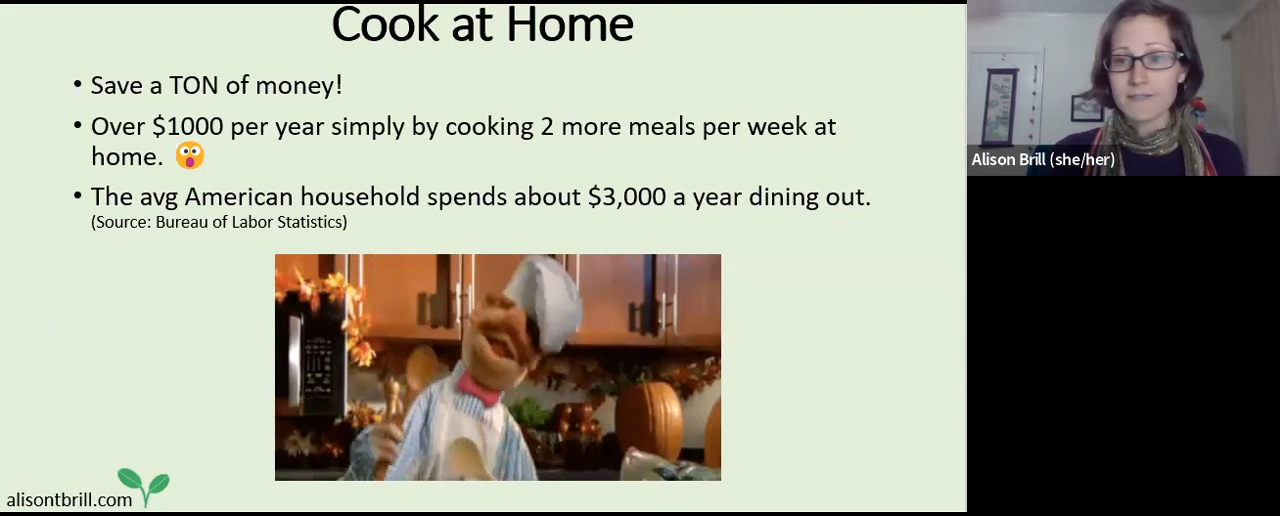 Cook at Home
• Save a TON of money!
• Over $1000 per year simply by cooking 2 more meals per week at
home. 😮
• The avg American household spends about $3,000 a year dining out.
(Source: Bureau of Labor Statistics)
alisontbrill.com
Alison Brill (she/her)